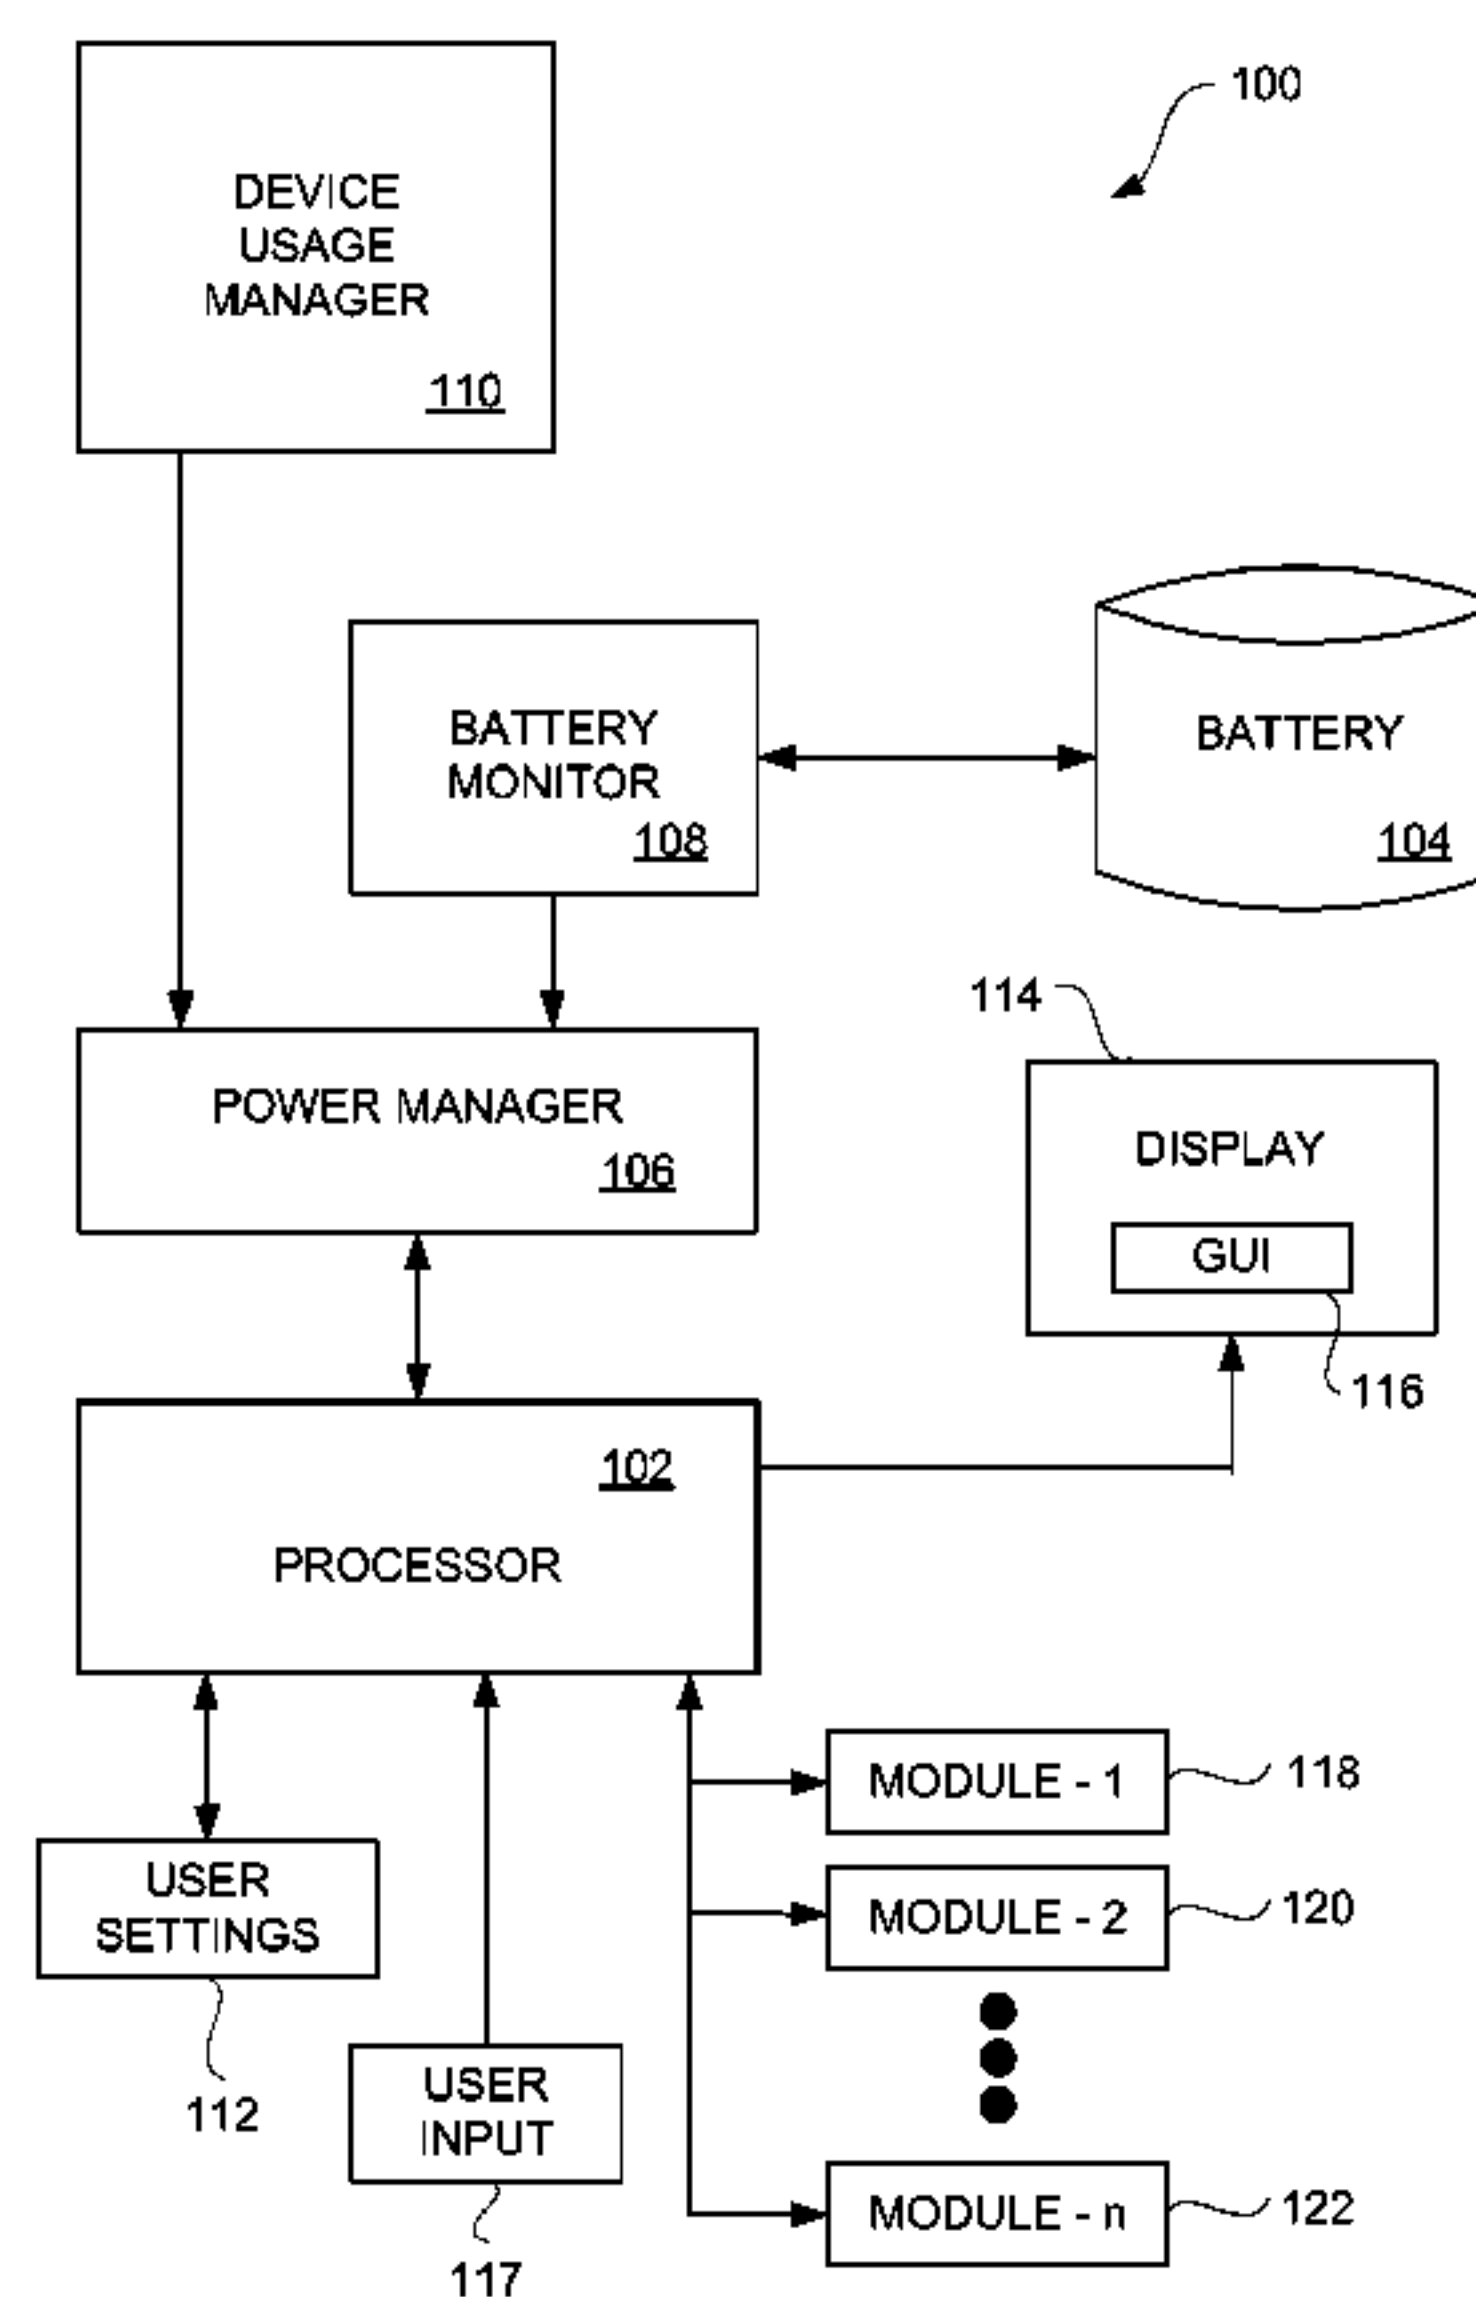 100
DEVICE
USAGE
MANAGER
110
BATTERY
MONITOR
108
BATTERY
104
114
POWER MANAGER
106
DISPLAY
GUI
116
102
PROCESSOR
MODULE - 1
118
USER
SETTINGS
112
MODULE - 2
120
USER
INPUT
117
MODULE - n
122